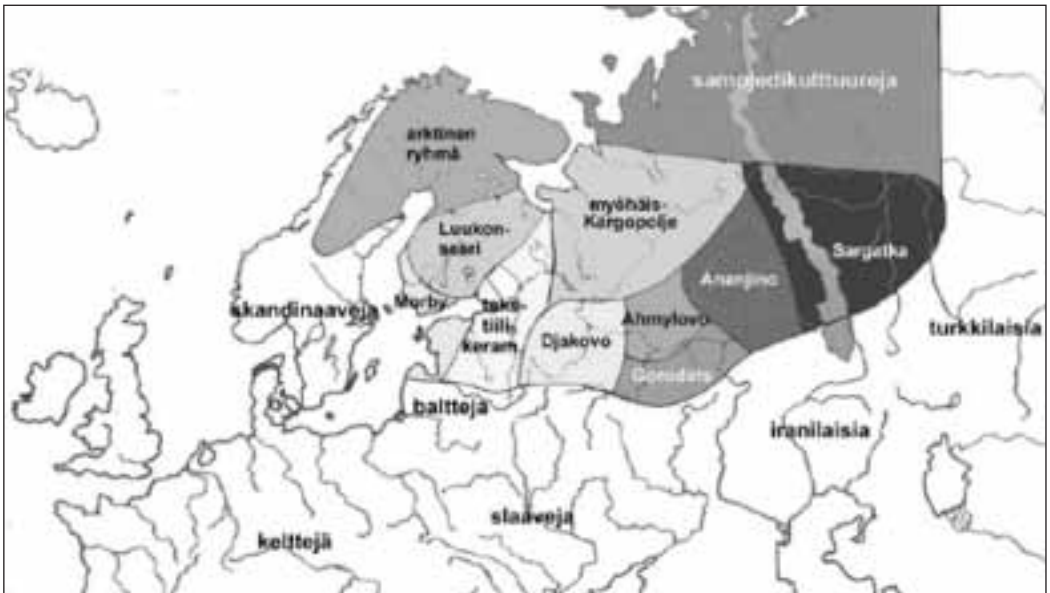 samojedikulttuureja
arktinen
ryhmä
myöhäis-
Kargopolje
Luukon-
saari
Sargatka
Ananjino
skandinaaveja
Morby
teks-
tiili-
keram.
Ahmylovo
turkkilaisia
Djakovo
Gorodets
baltteja
iranilaisia
slaaveja
kelttejä